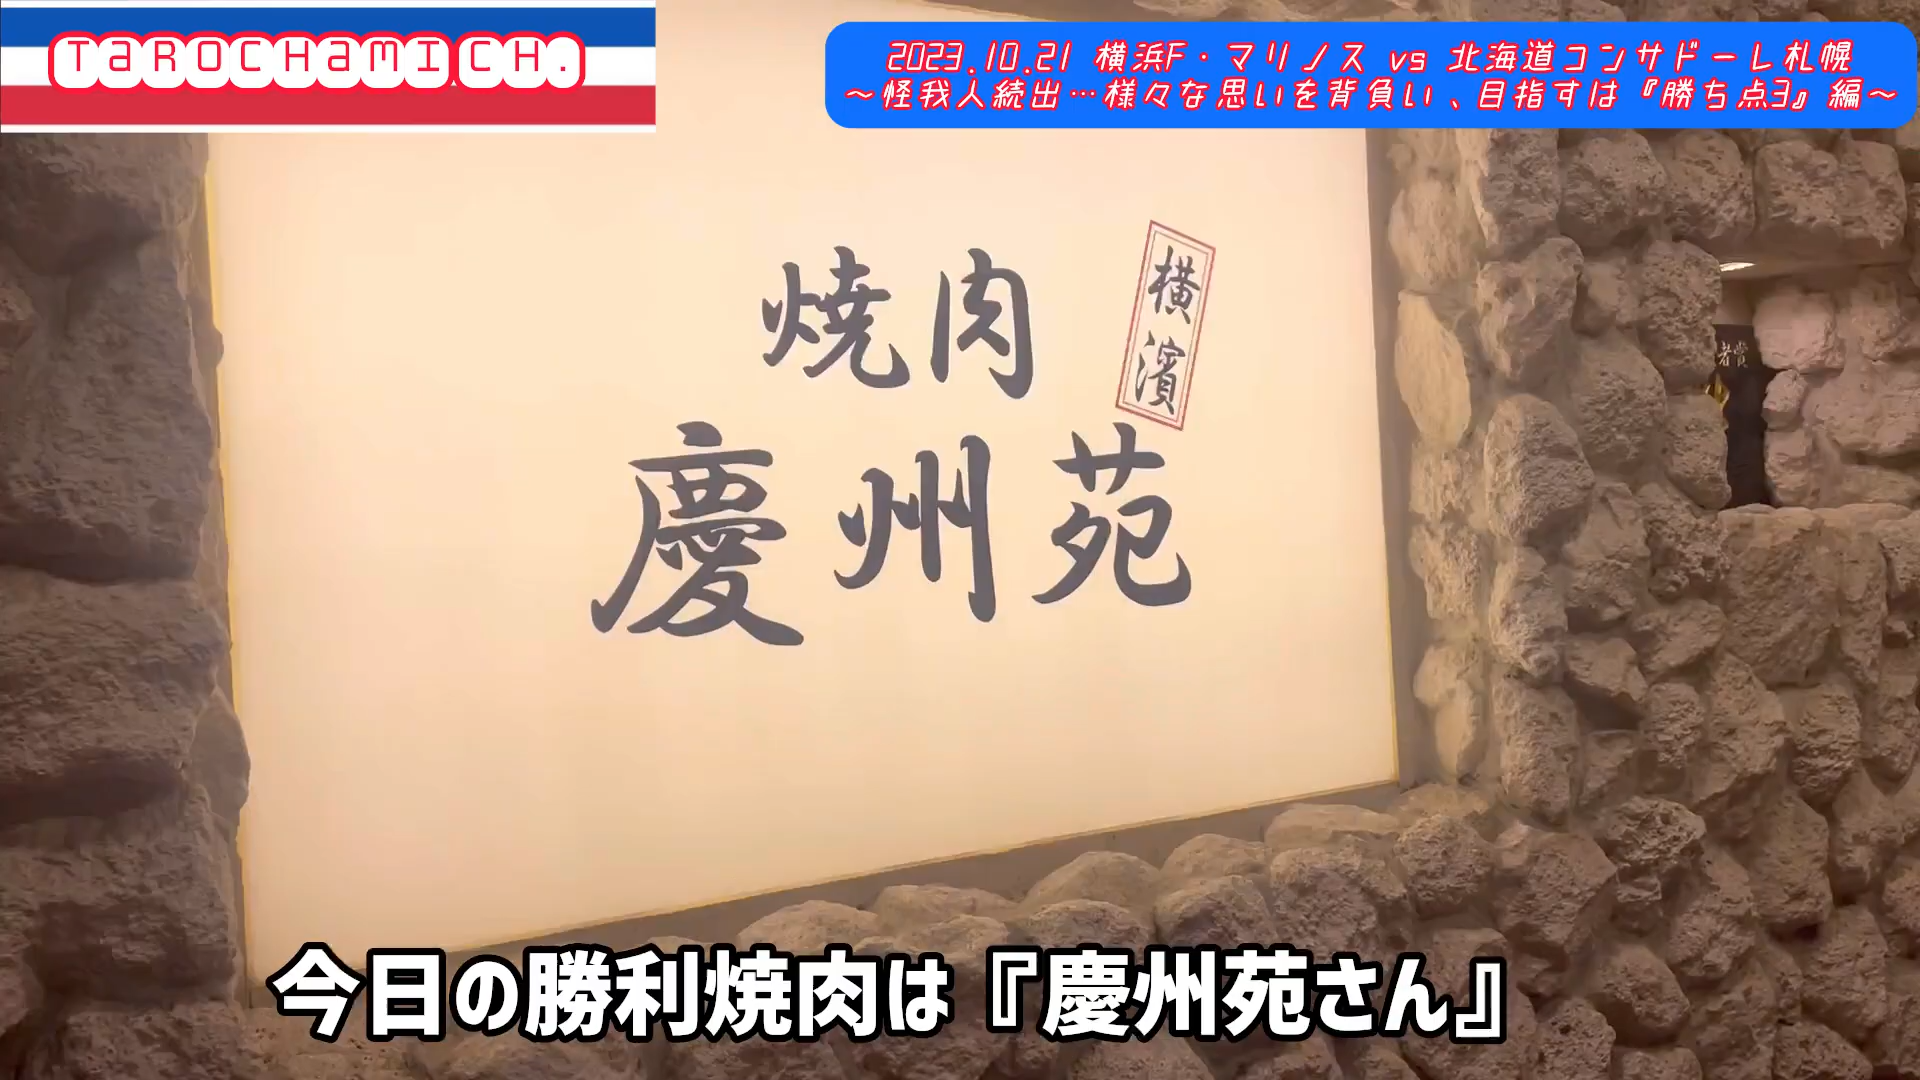 TaROCHaMI CH.
2023.10.21 横浜F・マリノス vs 北海道コンサドーレ札幌
～怪我人続出…様々な思いを背負い、目指すは『勝ち点3』編～
焼肉
横濱
慶州苑
者賞
今日の勝利焼肉は『慶州苑さん』